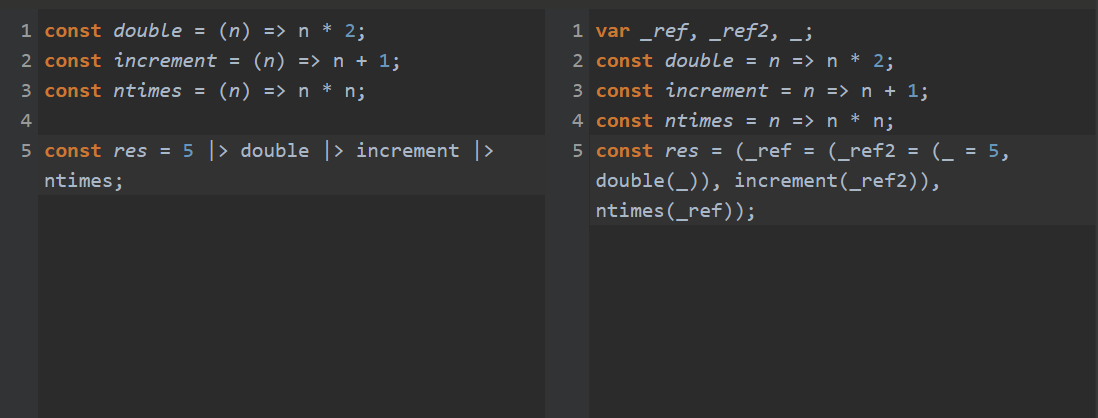 1 const double = (n) => n * 2;
2 const increment = (n) => n + 1;
3 const ntimes = (n) => n * n;
4
5 const res = 5 |> double |> increment |>
ntimes;
1 var _ref, _ref2, _;
2 const double = n => n * 2;
3 const increment = n => n + 1;
4 const ntimes = n => n * n;
5 const res = (_ref = (_ref2 = (_ = 5,
double(_)), increment(_ref2)),
ntimes(_ref));